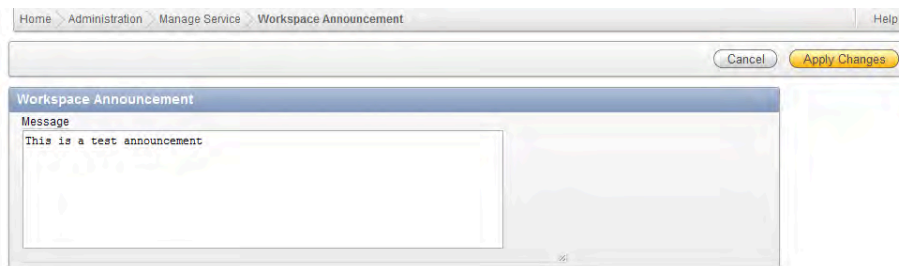 Home Administration Manage Service Workspace Announcement Help
Cancel Apply Changes
Workspace Announcement
Message
This is a test announcement